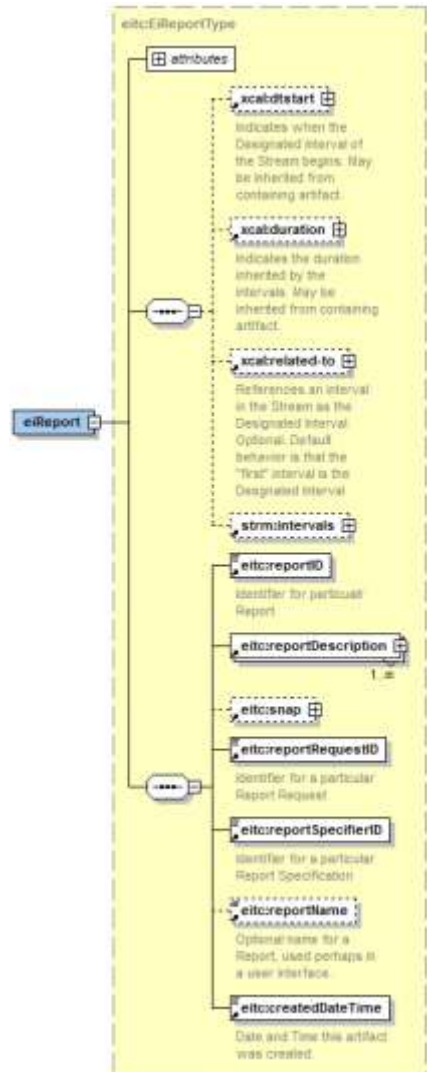 eitc:EiReportType
attributes
xcal:dtstart
Indicates when the
Designated Interval of
the Stream begins. May
be inherited from
containing artifact.
xcal:duration
Indicates the duration
inherited by the
intervals. May be
inherited from containing
artifact.
xcal:related-to
References an interval
in the Stream as the
Designated Interval
Optional. Default
behavior is that the
"first" interval is the
Designated Interval
eiReport
strm:intervals
eitc:reportID
Identifier for
Report
eitc:reportDescription
1..∞
eitc:snap
eitc:reportRequestID
Identifier for a particular
Report Request
eitc:reportSpecifierID
Identifier for a particular
Report Specification
eitc:reportName
Optional name for a
Report, used perhaps in
a user interface.
eitc:createdDateTime
Date and Time this artifact
was created